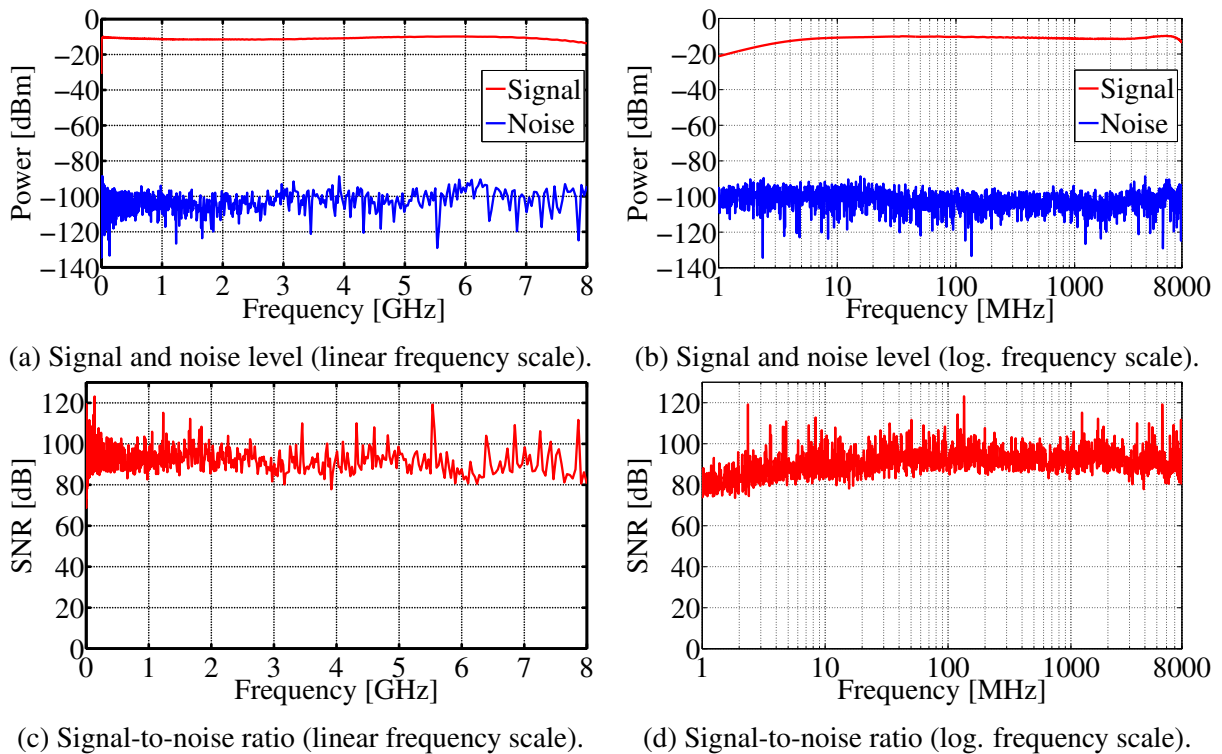 0
−20
−40
−60
−80
−100
−120
−140
Power [dBm]
Signal
Noise
0 1 2 3 4 5 6 7 8
Frequency [GHz]
(a) Signal and noise level (linear frequency scale).
0
−20
−40
−60
−80
−100
−120
−140
Power [dBm]
Signal
Noise
1 10 100 1000 8000
Frequency [MHz]
(b) Signal and noise level (log. frequency scale).
120
100
80
60
40
20
0
SNR [dB]
0 1 2 3 4 5 6 7 8
Frequency [GHz]
(c) Signal-to-noise ratio (linear frequency scale).
120
100
80
60
40
20
0
SNR [dB]
1 10 100 1000 8000
Frequency [MHz]
(d) Signal-to-noise ratio (log. frequency scale).